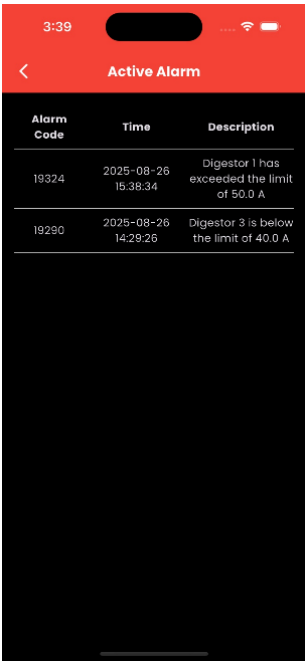 3:39
Active Alarm
Alarm
Code
Time
Description
19324
2025-08-26
15:38:34
Digestor 1 has
exceeded the limit
of 50.0 A
19290
2025-08-26
14:29:26
Digestor 3 is below
the limit of 40.0 A